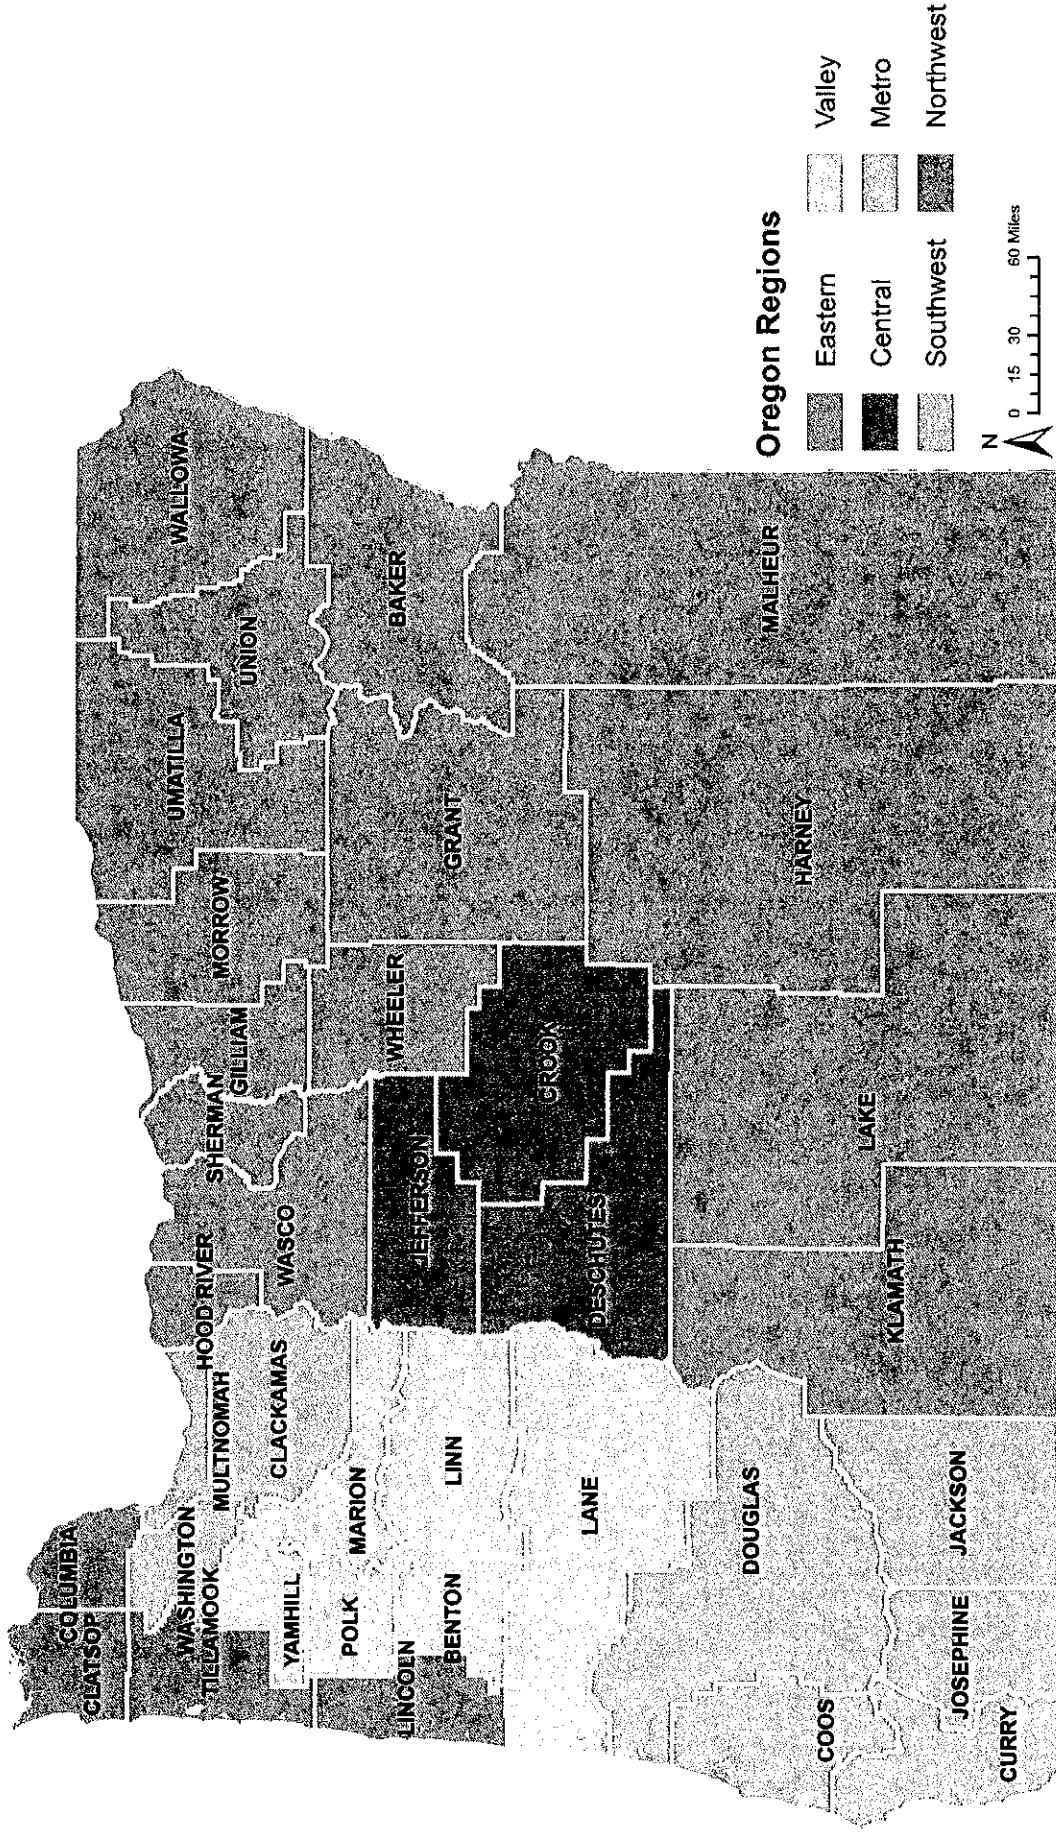 CLATSOP
COLUMBIA
TILLAMOOK
WASHINGTON
MULTNOMAH
HOOD RIVER
CLACKAMAS
YAMHILL
POLK
MARION
LINCOLN
BENTON
LINN
LANE
WASCO
SHERMAN
GILLIAM
MORROW
UMATILLA
UNION
WALLOWA
WHEELER
GRANT
BAKER
JEFFERSON
CROOK
DESCHUTES
DOUGLAS
COOS
CURRY
JOSEPHINE
JACKSON
KLAMATH
LAKE
HARNEY
MALHEUR
Oregon Regions
Eastern
Valley
Central
Metro
Southwest
Northwest
N
0 15 30 60 Miles